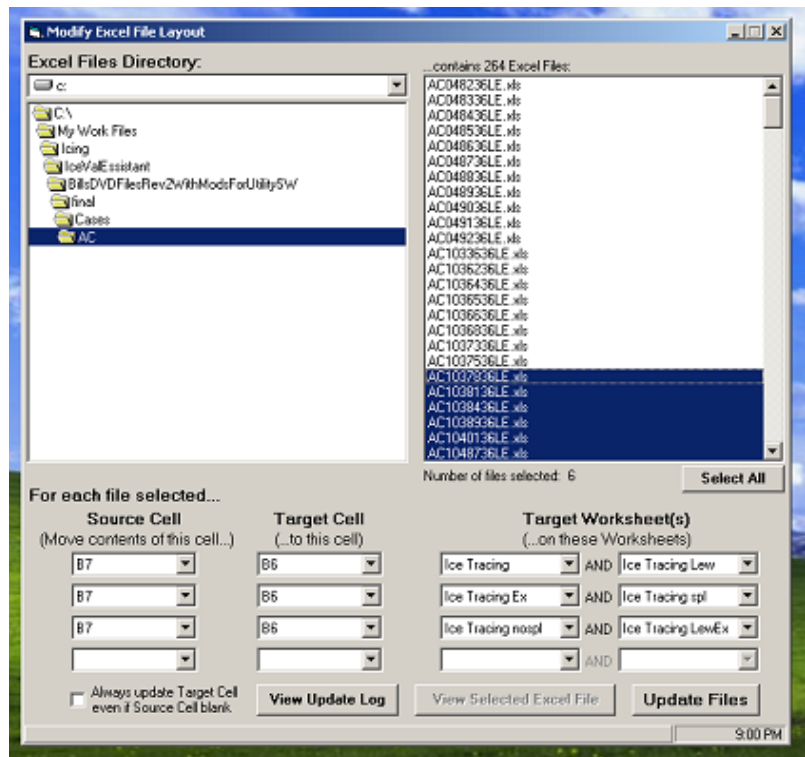 Modify Excel File Layout
Excel Files Directory:
...contains 264 Excel Files:
c:
C:\
My Work Files
Icing
IceValEssistant
BillsDVDFilesRev2WithModsForUtilitySW
final
Cases
AC
AC048236LE.xls
AC048336LE.xls
AC048436LE.xls
AC048536LE.xls
AC048636LE.xls
AC048736LE.xls
AC048836LE.xls
AC048936LE.xls
AC049036LE.xls
AC049136LE.xls
AC049236LE.xls
AC1033636LE.xls
AC1036236LE.xls
AC1036436LE.xls
AC1036536LE.xls
AC1036636LE.xls
AC1036836LE.xls
AC1037336LE.xls
AC1037536LE.xls
AC1037836LE.xls
AC1038136LE.xls
AC1038436LE.xls
AC1038936LE.xls
AC1040136LE.xls
AC1048736LE.xls
Number of files selected: 6
Select All
For each file selected...
Source Cell Target Cell Target Worksheet(s)
(Move contents of this cell...) (...to this cell) (...on these Worksheets)
B7 B6 Ice Tracing AND Ice Tracing Lew
B7 B6 Ice Tracing Ex AND Ice Tracing spl
B7 B6 Ice Tracing nospl AND Ice Tracing LewEx
AND
Always update Target Cell
even if Source Cell blank.
View Update Log
View Selected Excel File
Update Files
9:00 PM